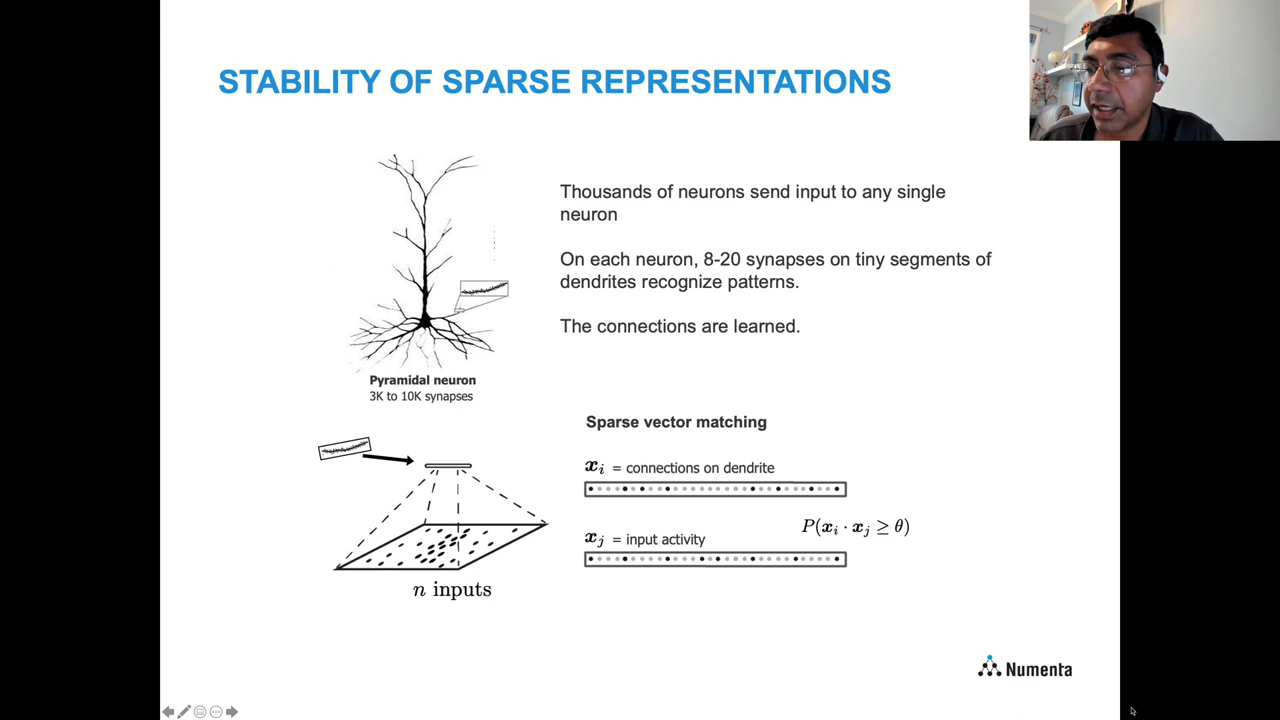 STABILITY OF SPARSE REPRESENTATIONS
Thousands of neurons send input to any single
neuron
On each neuron, 8-20 synapses on tiny segments of
dendrites recognize patterns.
The connections are learned.
Pyramidal neuron
3K to 10K synapses
Sparse vector matching
x_i = connections on dendrite
x_j = input activity
P(x_i · x_j ≥ θ)
n inputs
Numenta